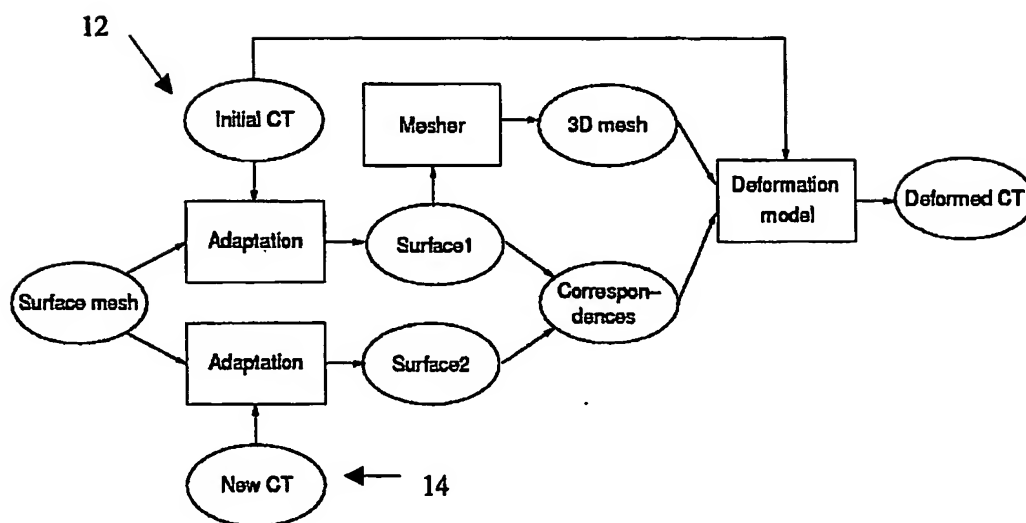 12
Initial CT
Mesher
3D mesh
Deformation
model
Deformed CT
Adaptation
Surface1
Surface mesh
Correspon-
dences
Adaptation
Surface2
New CT
14